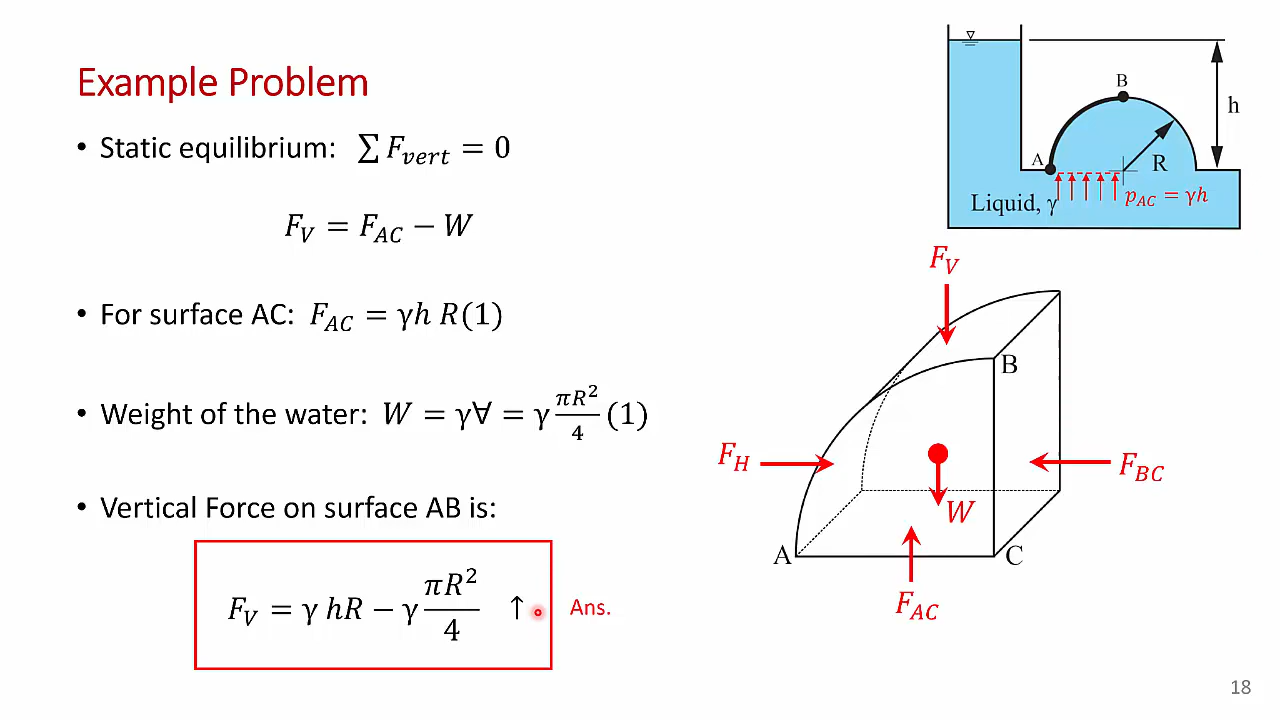 Example Problem
• Static equilibrium: ∑ F_vert = 0
F_V = F_AC − W
• For surface AC: F_AC = γh R(1)
• Weight of the water: W = γ∀ = γ πR²/4 (1)
• Vertical Force on surface AB is:
F_V = γ hR − γ πR²/4 ↑
Ans.
B
h
A
R
Liquid, γ
p_AC = γh
F_V
B
F_H
F_BC
W
A
C
F_AC
18